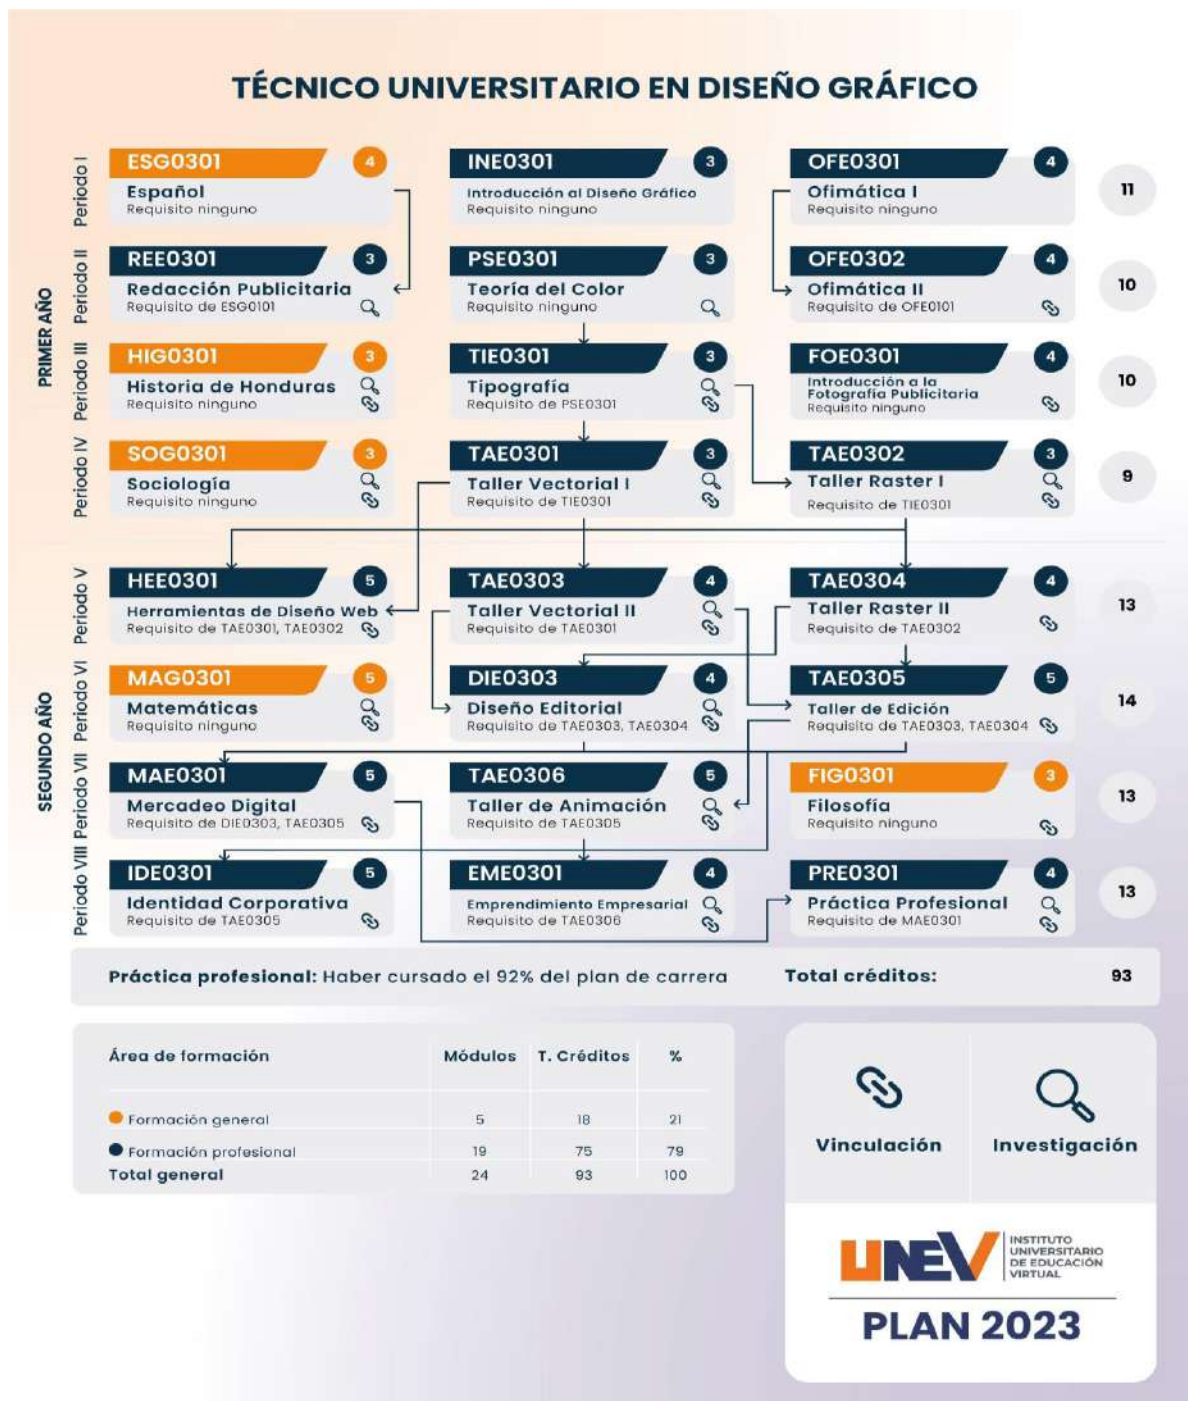 TÉCNICO UNIVERSITARIO EN DISEÑO GRÁFICO
PRIMER AÑO
Periodo I
ESG0301 4
Español
Requisito ninguno
INE0301 3
Introducción al Diseño Gráfico
Requisito ninguno
OFE0301 4
Ofimática I
Requisito ninguno
11
Periodo II
REE0301 3
Redacción Publicitaria
Requisito de ESG0101
PSE0301 3
Teoría del Color
Requisito ninguno
OFE0302 4
Ofimática II
Requisito de OFE0101
10
Periodo III
HIG0301 3
Historia de Honduras
Requisito ninguno
TIE0301 3
Tipografía
Requisito de PSE0301
FOE0301 4
Introducción a la
Fotografía Publicitaria
Requisito ninguno
10
Periodo IV
SOG0301 3
Sociología
Requisito ninguno
TAE0301 3
Taller Vectorial I
Requisito de TIE0301
TAE0302 3
Taller Raster I
Requisito de TIE0301
9
SEGUNDO AÑO
Periodo V
HEE0301 5
Herramientas de Diseño Web
Requisito de TAE0301, TAE0302
TAE0303 4
Taller Vectorial II
Requisito de TAE0301
TAE0304 4
Taller Raster II
Requisito de TAE0302
13
Periodo VI
MAG0301 5
Matemáticas
Requisito ninguno
DIE0303 4
Diseño Editorial
Requisito de TAE0303, TAE0304
TAE0305 5
Taller de Edición
Requisito de TAE0303, TAE0304
14
Periodo VII
MAE0301 5
Mercadeo Digital
Requisito de DIE0303, TAE0305
TAE0306 5
Taller de Animación
Requisito de TAE0305
FIG0301 3
Filosofía
Requisito ninguno
13
Periodo VIII
IDE0301 5
Identidad Corporativa
Requisito de TAE0305
EME0301 4
Emprendimiento Empresarial
Requisito de TAE0306
PRE0301 4
Práctica Profesional
Requisito de MAE0301
13
Práctica profesional: Haber cursado el 92% del plan de carrera
Total créditos: 93
Área de formación Módulos T. Créditos %
Formación general 5 18 21
Formación profesional 19 75 79
Total general 24 93 100
Vinculación
Investigación
UNEV
INSTITUTO
UNIVERSITARIO
DE EDUCACIÓN
VIRTUAL
PLAN 2023